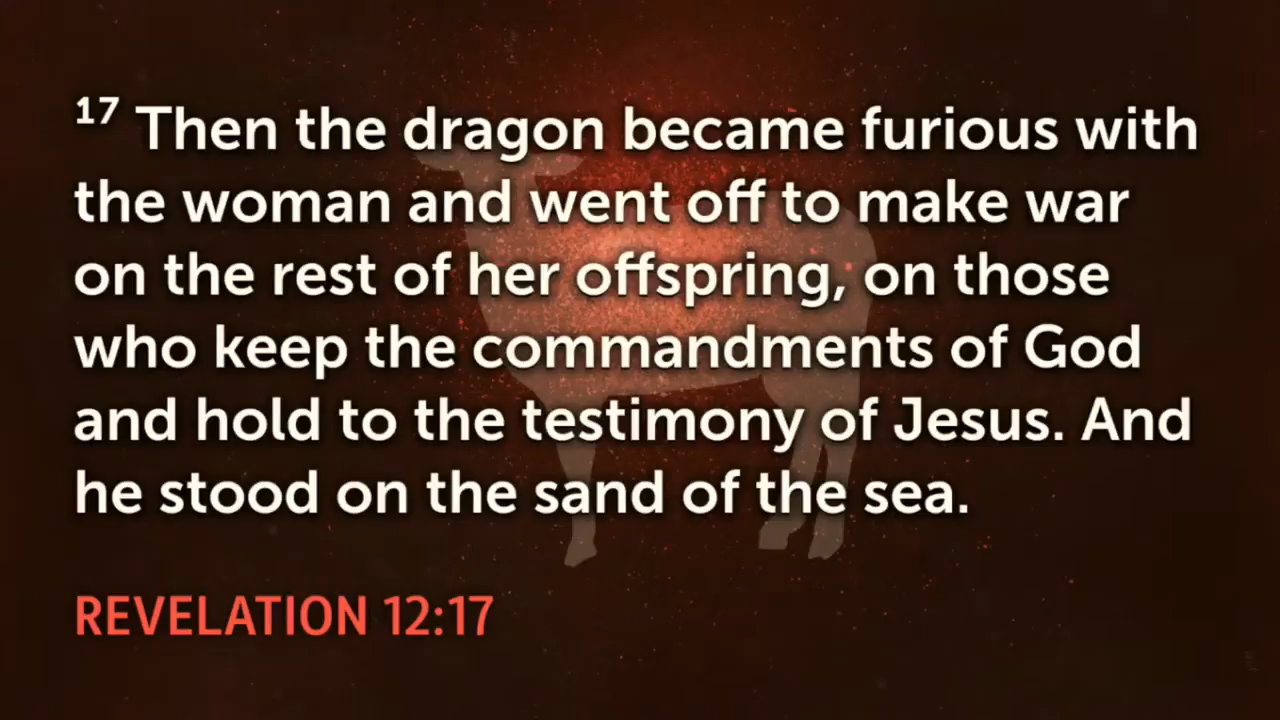 17 Then the dragon became furious with
the woman and went off to make war
on the rest of her offspring, on those
who keep the commandments of God
and hold to the testimony of Jesus. And
he stood on the sand of the sea.
REVELATION 12:17